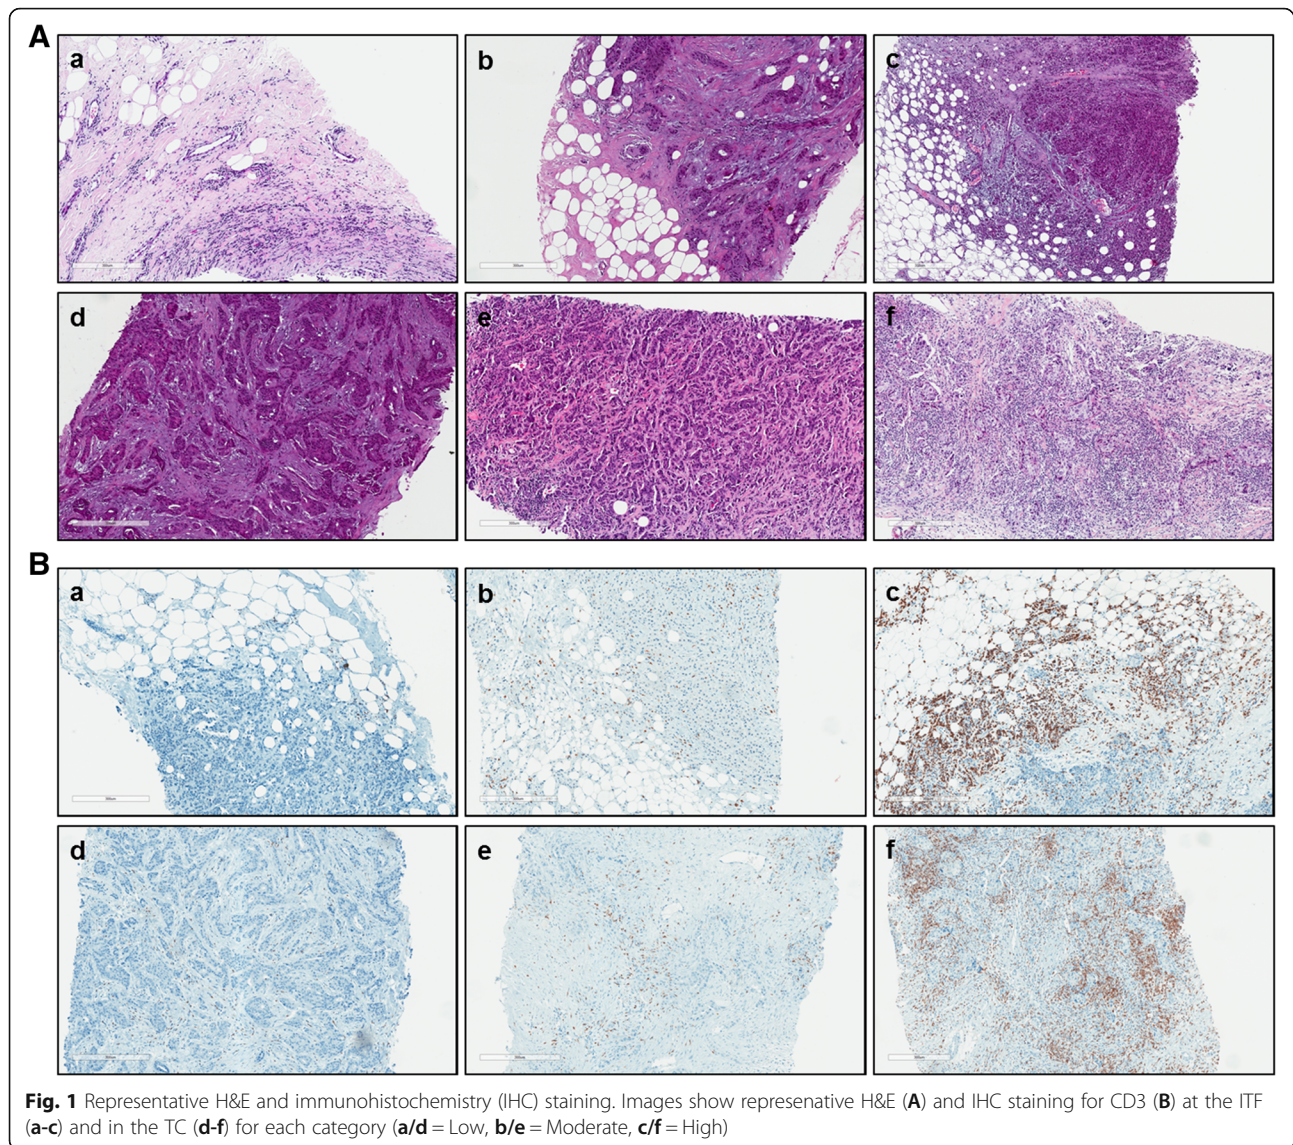 A
a
b
c
d
e
f
B
a
b
c
d
e
f
Fig. 1 Representative H&E and immunohistochemistry (IHC) staining. Images show represenative H&E (A) and IHC staining for CD3 (B) at the ITF
(a-c) and in the TC (d-f) for each category (a/d = Low, b/e = Moderate, c/f = High)